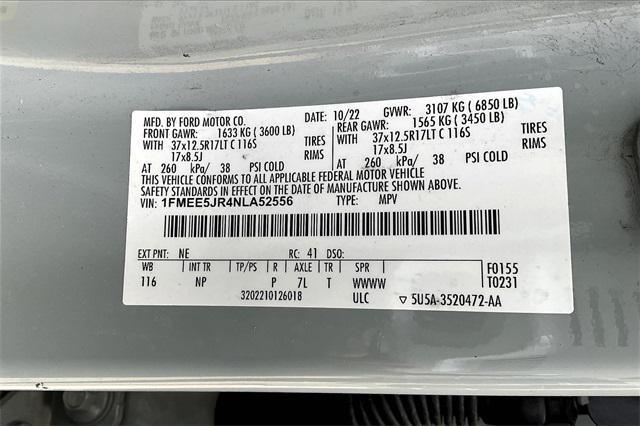 MFD. BY FORD MOTOR CO. DATE: 10/22 GVWR: 3107 KG ( 6850 LB)
FRONT GAWR: 1633 KG ( 3600 LB) REAR GAWR: 1565 KG ( 3450 LB)
37x12.5R17LT C 116S TIRES 37x12.5R17LT C 116S TIRES
17x8.5J RIMS 17x8.5J RIMS
AT 260 kPa/ 38 PSI COLD AT 260 kPa/ 38 PSI COLD
THIS VEHICLE CONFORMS TO ALL APPLICABLE FEDERAL MOTOR VEHICLE
SAFETY STANDARDS IN EFFECT ON THE DATE OF MANUFACTURE SHOWN ABOVE.
VIN: 1FMEE5JR4NLA52556 TYPE: MPV
EXT PNT: NE RC: 41 DSO:
WB INT TR TP/PS R AXLE TR SPR F0155
116 NP P 7L T WWWW T0231
3202210126018 ULC ▽ 5U5A-3520472-AA